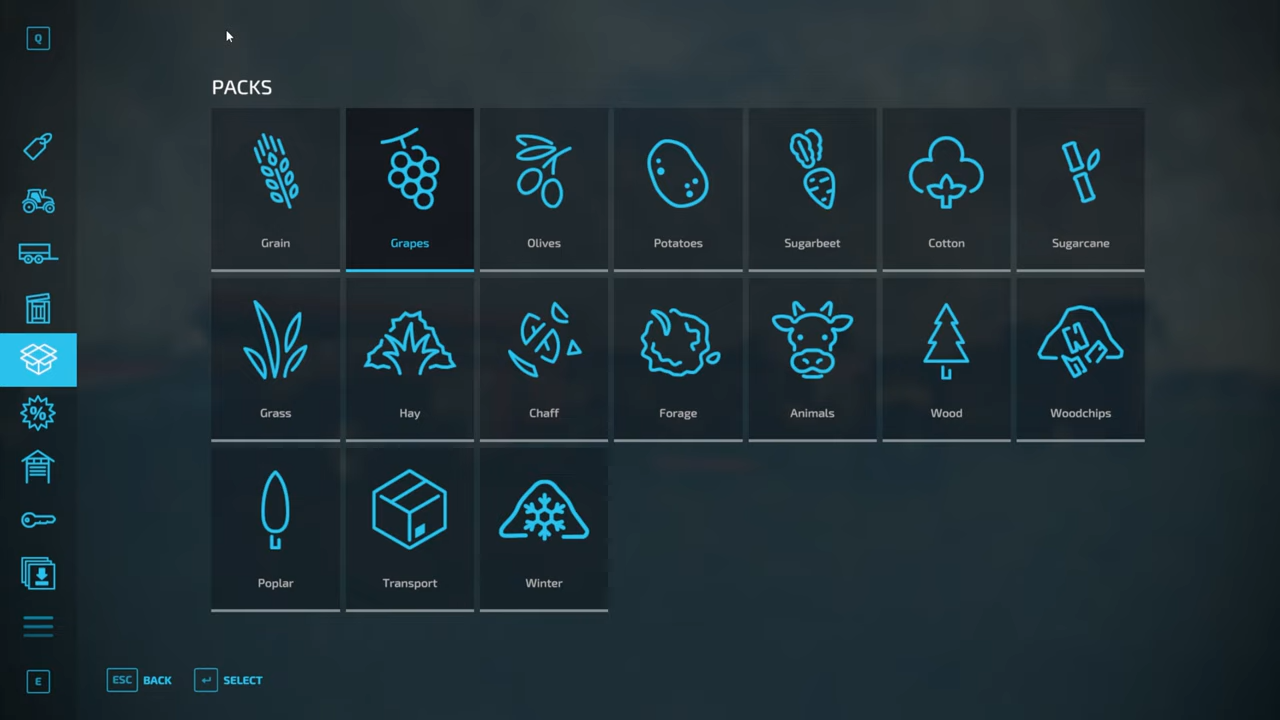 Q
PACKS
Grain Grapes Olives Potatoes Sugarbeet Cotton Sugarcane
%
Grass Hay Chaff Forage Animals Wood Woodchips
Poplar Transport Winter
E ESC BACK SELECT